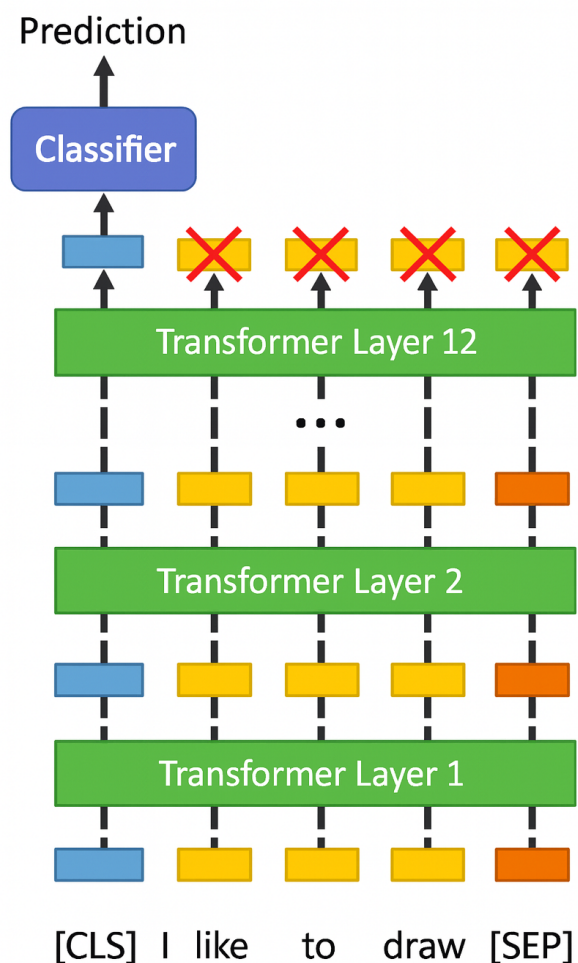 Prediction
Classifier
Transformer Layer 12
...
Transformer Layer 2
Transformer Layer 1
[CLS] I like to draw [SEP]